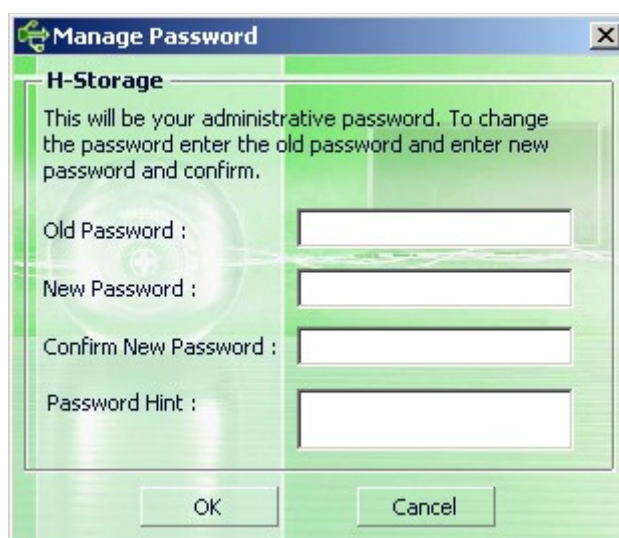 Manage Password
H-Storage
This will be your administrative password. To change
the password enter the old password and enter new
password and confirm.
Old Password :
New Password :
Confirm New Password :
Password Hint :
OK
Cancel